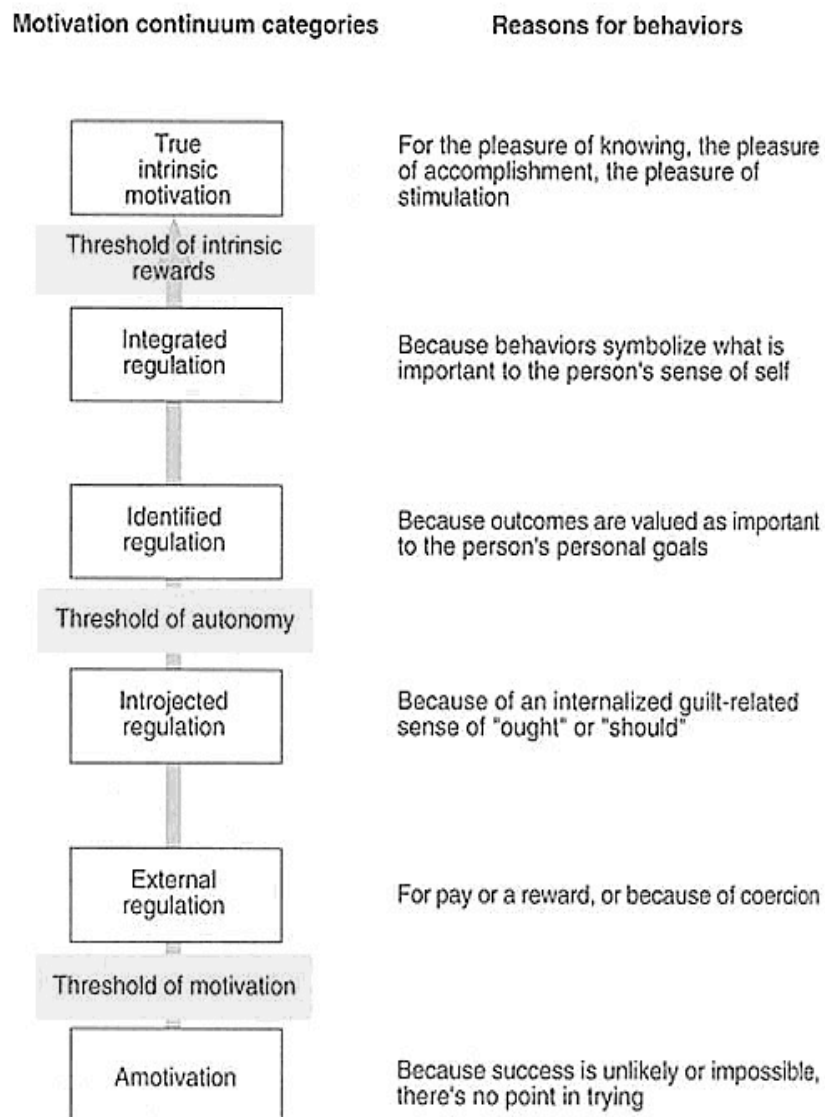 Motivation continuum categories
Reasons for behaviors
True
intrinsic
motivation
For the pleasure of knowing, the pleasure
of accomplishment, the pleasure of
stimulation
Threshold of intrinsic
rewards
Integrated
regulation
Because behaviors symbolize what is
important to the person's sense of self
Identified
regulation
Because outcomes are valued as important
to the person's personal goals
Threshold of autonomy
Introjected
regulation
Because of an internalized guilt-related
sense of "ought" or "should"
External
regulation
For pay or a reward, or because of coercion
Threshold of motivation
Amotivation
Because success is unlikely or impossible,
there's no point in trying